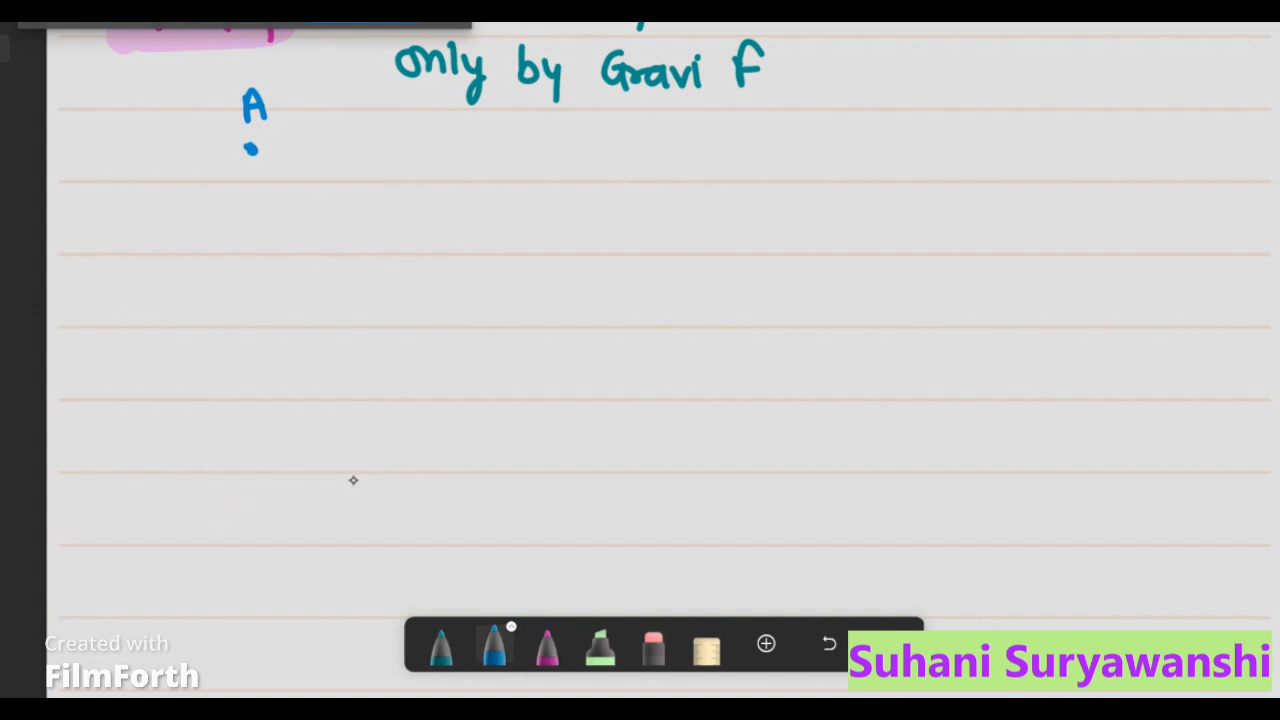 only by Gravi F
A
Created with
FilmForth
Suhani Suryawanshi